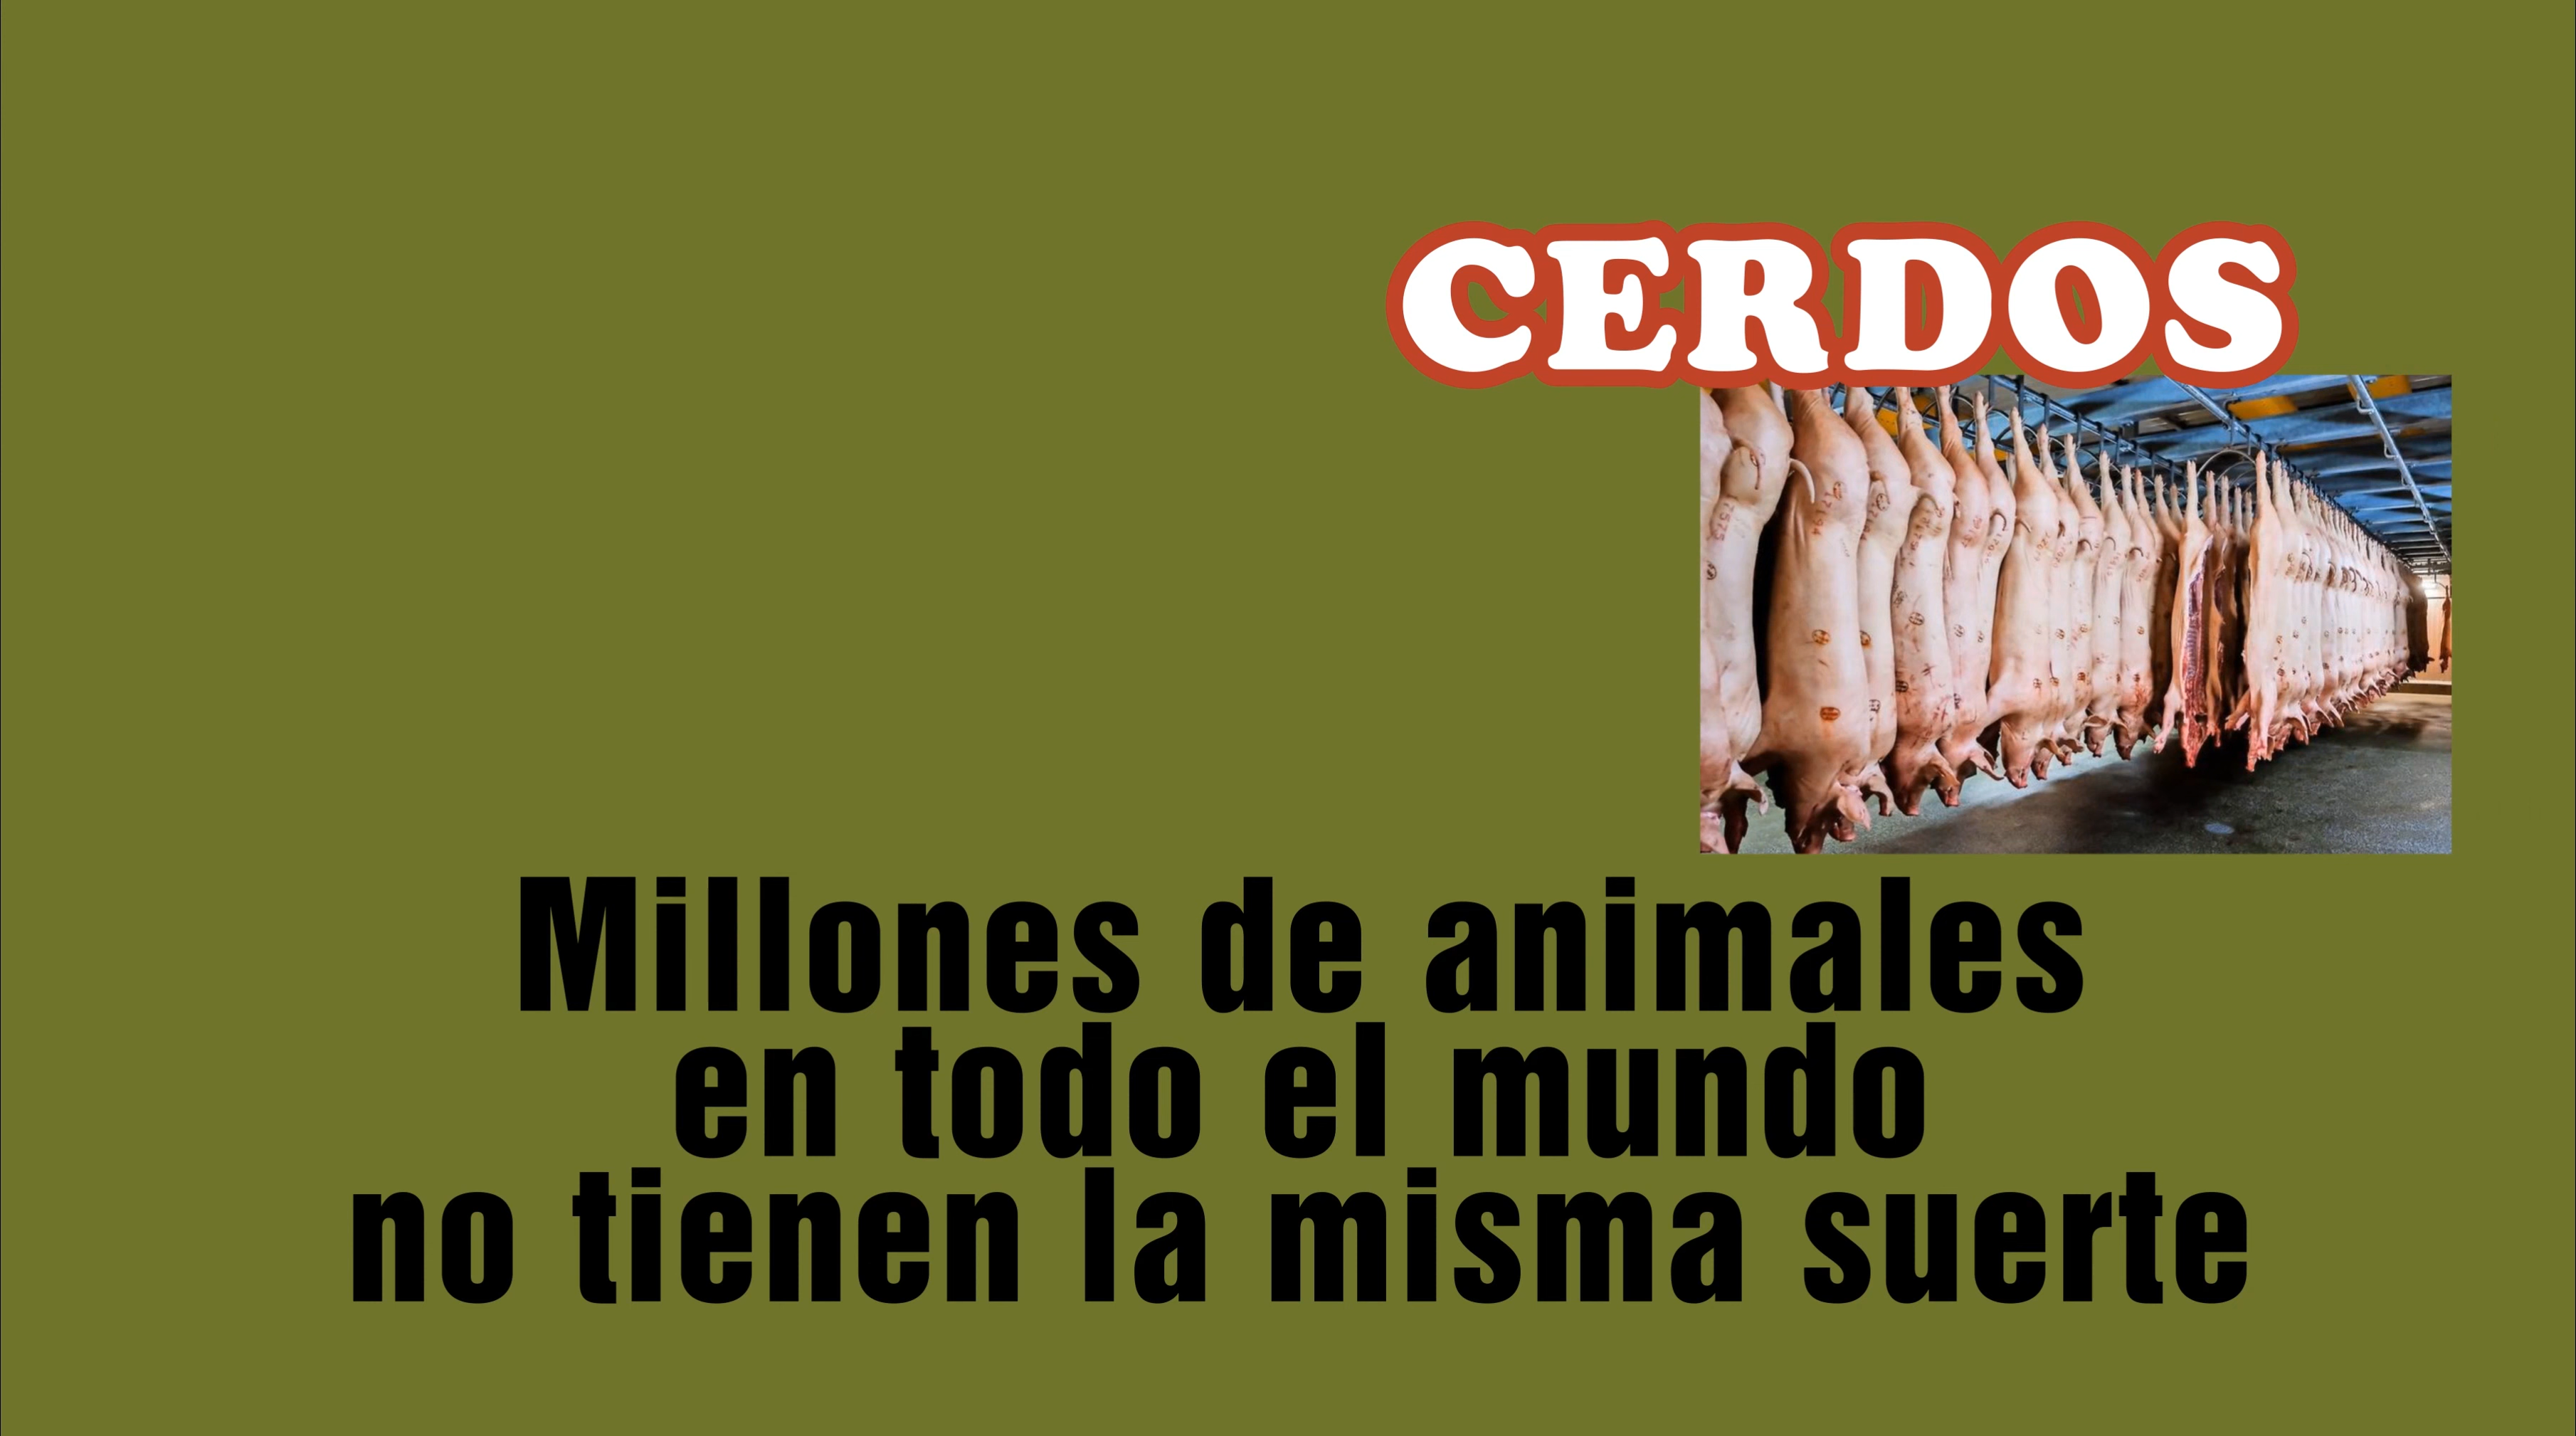 CERDOS
Millones de animales
en todo el mundo
no tienen la misma suerte